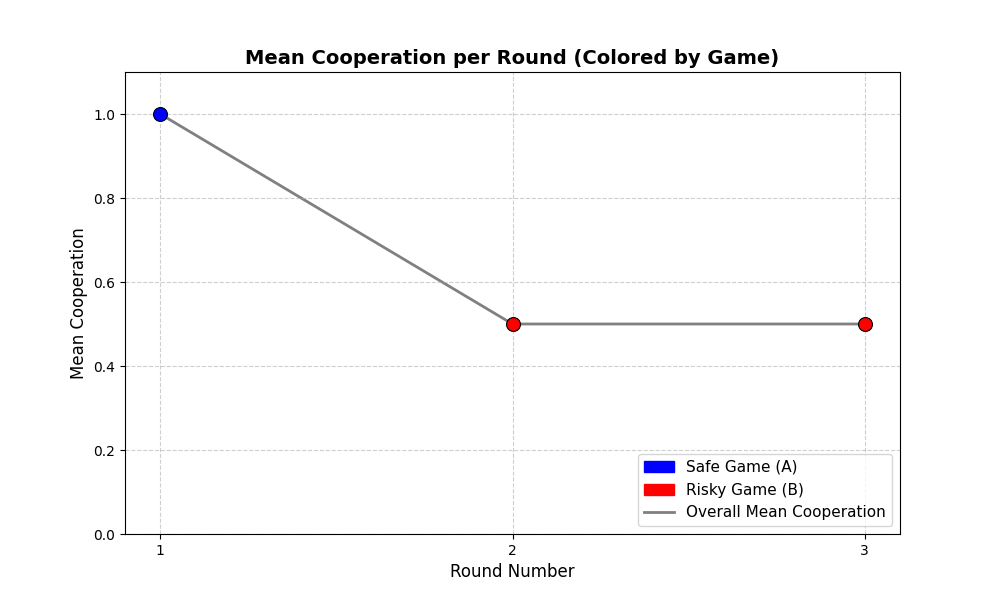 Mean Cooperation per Round (Colored by Game)
1.0
0.8
0.6
0.4
0.2
0.0
Mean Cooperation
Safe Game (A)
Risky Game (B)
Overall Mean Cooperation
1 2 3
Round Number